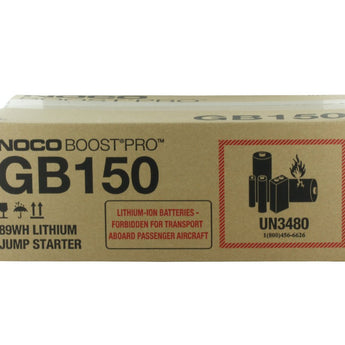 GB150
NOCO BOOST PRO™
GB150
89WH LITHIUM
JUMP STARTER
LITHIUM-ION BATTERIES -
FORBIDDEN FOR TRANSPORT
ABOARD PASSENGER AIRCRAFT
UN3480
1(800)456-6626